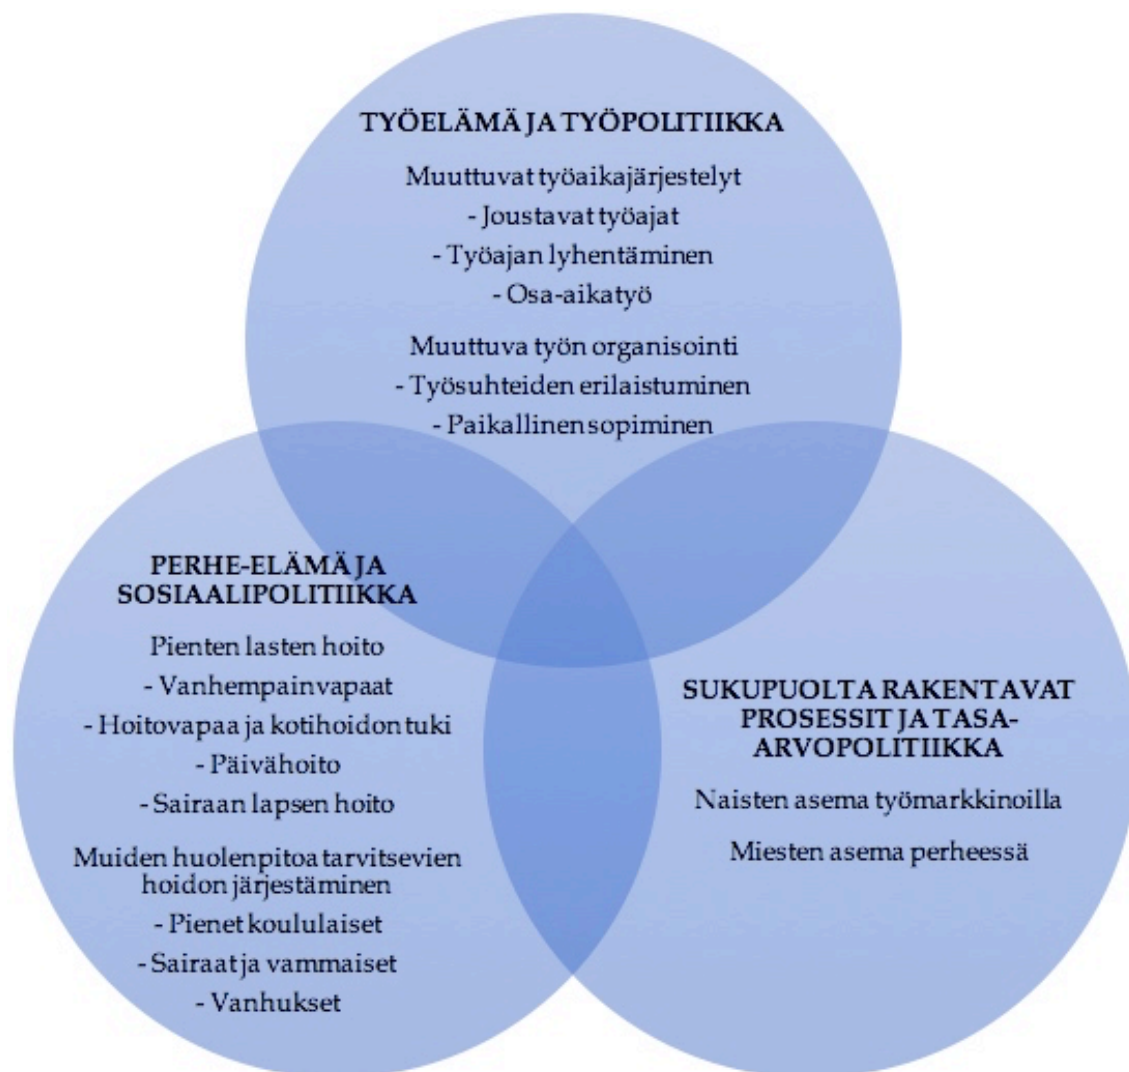 TYÖELÄMÄ JA TYÖPOLITIIKKA
Muuttuvat työaikajärjestelyt
- Joustavat työajat
- Työajan lyhentäminen
- Osa-aikatyö
Muuttuva työn organisointi
- Työsuhteiden erilaistuminen
- Paikallinen sopiminen
PERHE-ELÄMÄ JA
SOSIAALIPOLITIIKKA
Pienten lasten hoito
- Vanhempainvapaat
- Hoitovapaa ja kotihoidon tuki
- Päivähoito
- Sairaan lapsen hoito
Muiden huolenpitoa tarvitsevien
hoidon järjestäminen
- Pienet koululaiset
- Sairaat ja vammaiset
- Vanhukset
SUKUPUOLTA RAKENTAVAT
PROSESSIT JA TASA-
ARVOPOLITIIKKA
Naisten asema työmarkkinoilla
Miesten asema perheessä